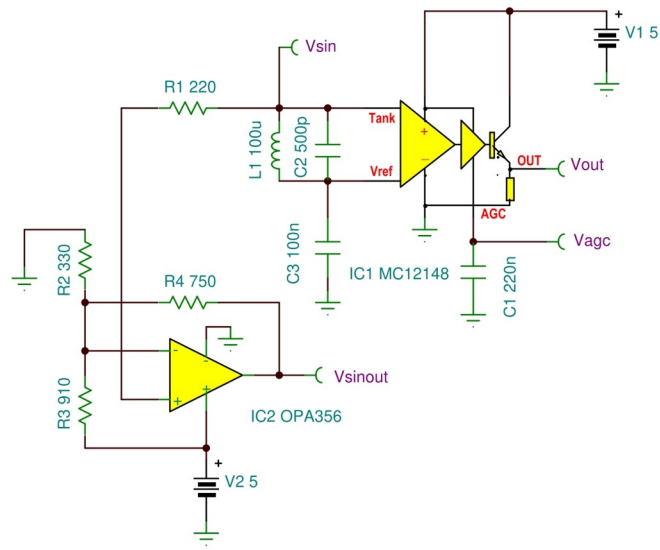 +
V1 5
Vsin
R1 220
Tank
+
L1 100u
C2 500p
Vref
−
OUT
Vout
AGC
Vagc
C3 100n
IC1 MC12148
C1 220n
R2 330
R4 750
-
-
+
+
Vsinout
R3 910
IC2 OPA356
+
V2 5